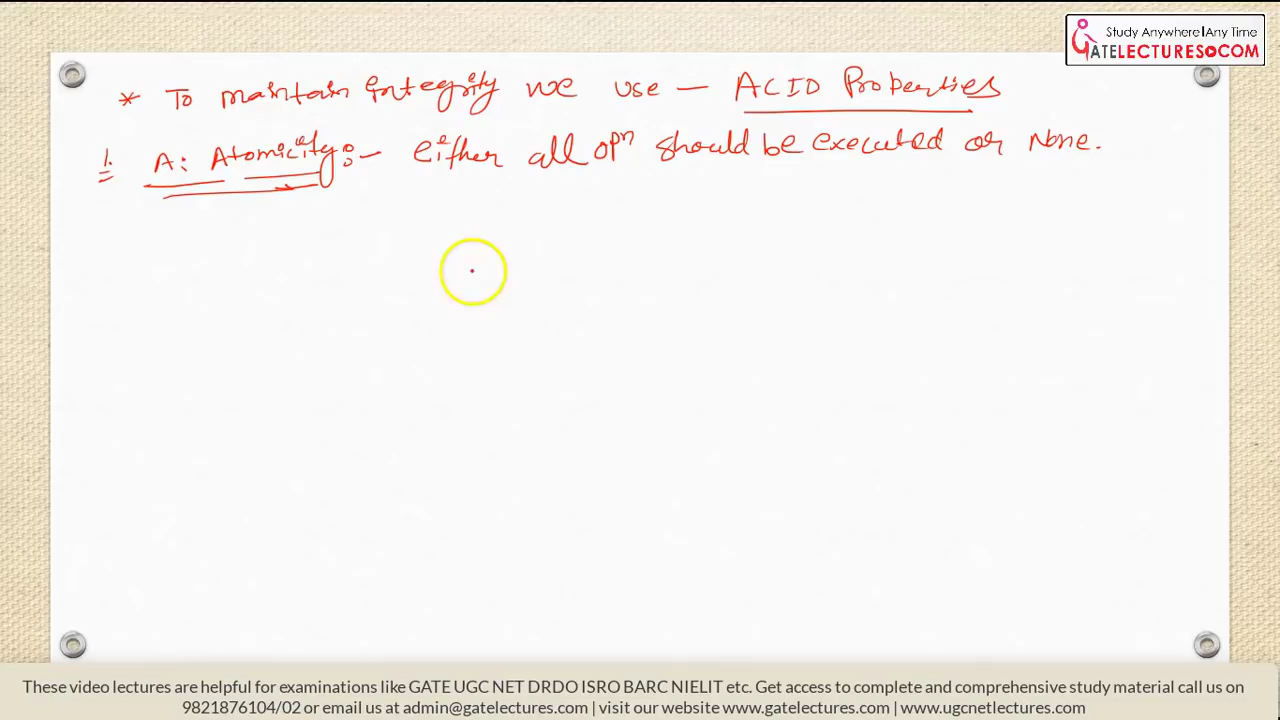 Study Anywhere|Any Time
GATELECTURES.COM
* To maintain integrity we use - ACID Properties
1. A: Atomicity:- either all opn should be executed or None.
These video lectures are helpful for examinations like GATE UGC NET DRDO ISRO BARC NIELIT etc. Get access to complete and comprehensive study material call us on
9821876104/02 or email us at admin@gatelectures.com | visit our website www.gatelectures.com | www.ugcnetlectures.com